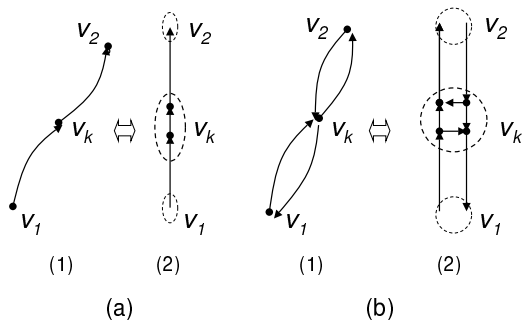 v2 v2 v2 v2
vk vk vk vk
v1 v1 v1 v1
(1) (2) (1) (2)
(a) (b)